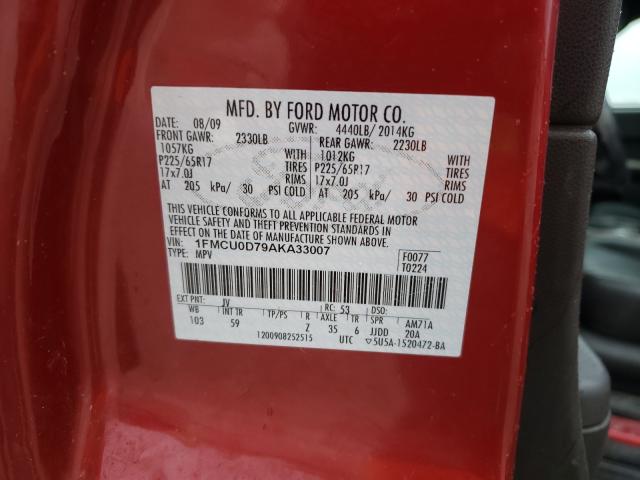 MFD. BY FORD MOTOR CO.
DATE: 08/09 GVWR: 4440LB/ 2014KG
FRONT GAWR: 2330LB REAR GAWR: 2230LB
1057KG WITH 1012KG WITH
P225/65R17 TIRES P225/65R17 TIRES
17x7.0J RIMS 17x7.0J RIMS
AT 205 kPa/ 30 PSI COLD AT 205 kPa/ 30 PSI COLD
THIS VEHICLE CONFORMS TO ALL APPLICABLE FEDERAL MOTOR
VEHICLE SAFETY AND THEFT PREVENTION STANDARDS IN
EFFECT ON THE DATE OF MANUFACTURE SHOWN ABOVE.
VIN: 1FMCU0D79AKA33007 F0077
TYPE: MPV T0224
EXT PNT: JV RC: 53 DSO:
WB INT TR TP/PS R AXLE TR SPR AM71A
103 59 Z 35 6 JJDD 20A
1200908252515 UTC ▽5U5A-1520472-BA